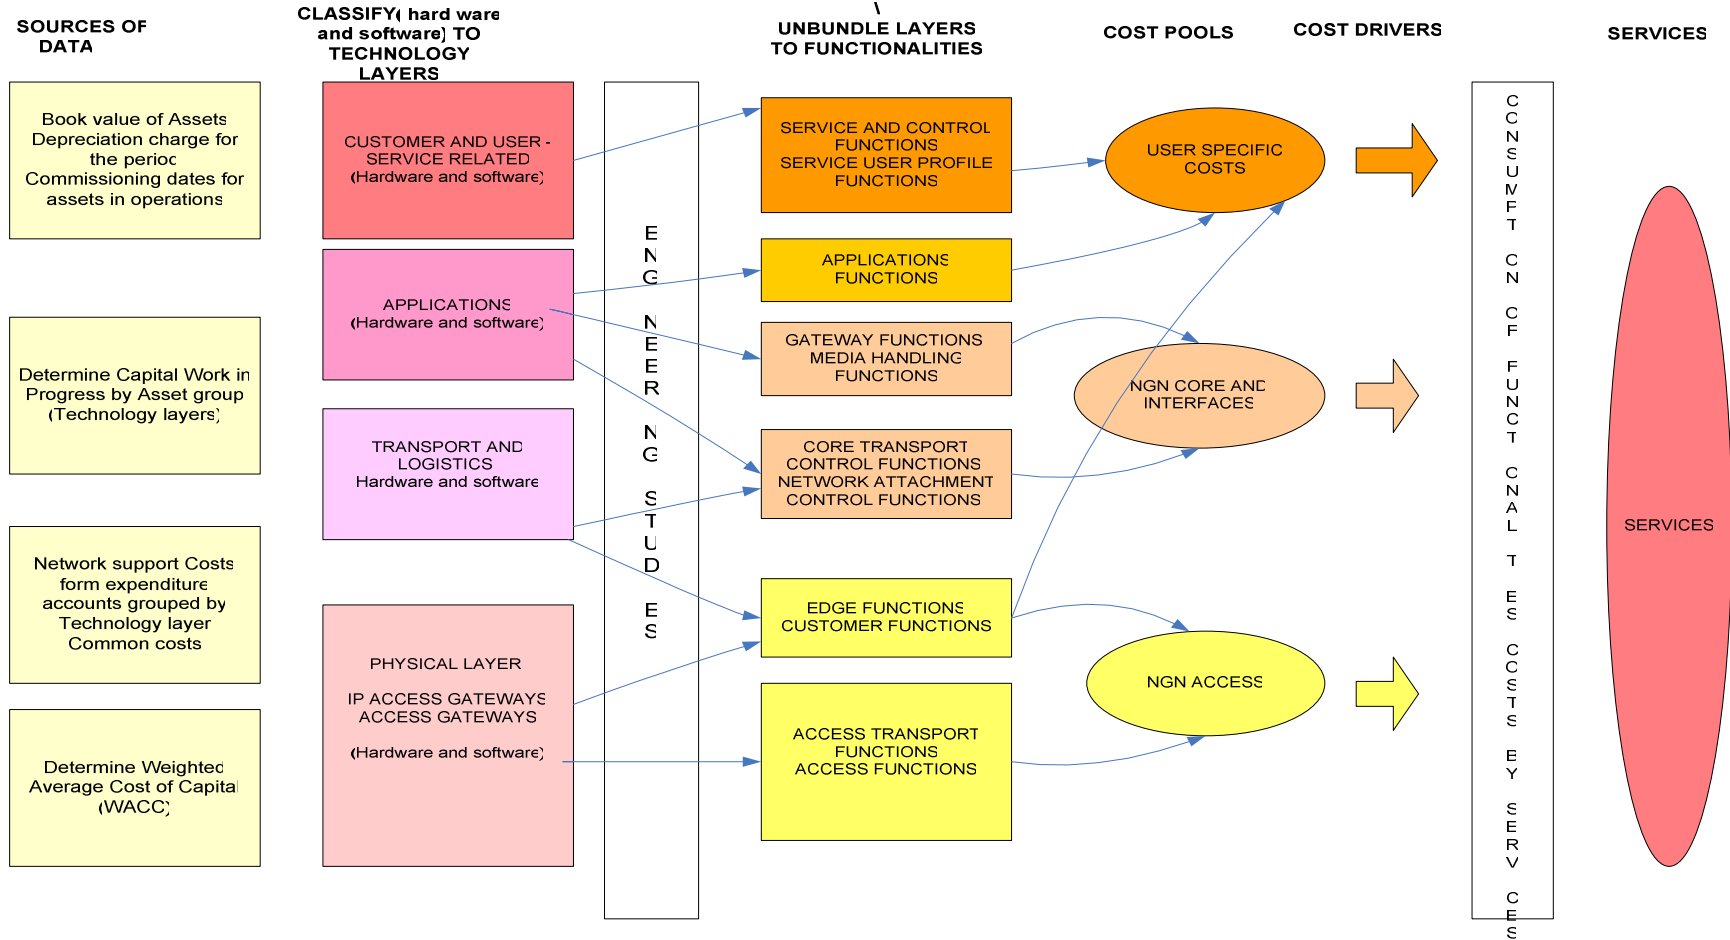 SOURCES OF
DATA
CLASSIFY( hard ware
and software) TO
TECHNOLOGY
LAYERS
UNBUNDLE LAYERS
TO FUNCTIONALITIES
COST POOLS
COST DRIVERS
SERVICES
Book value of Assets
Depreciation charge for
the period
Commissioning dates for
assets in operations
Determine Capital Work in
Progress by Asset group
(Technology layers)
Network support Costs
form expenditure
accounts grouped by
Technology layer
Common costs
Determine Weighted
Average Cost of Capital
(WACC)
CUSTOMER AND USER -
SERVICE RELATED
(Hardware and software)
APPLICATIONS
(Hardware and software)
TRANSPORT AND
LOGISTICS
Hardware and software
PHYSICAL LAYER
IP ACCESS GATEWAYS
ACCESS GATEWAYS
(Hardware and software)
ENGINEERING STUDIES
SERVICE AND CONTROL
FUNCTIONS
SERVICE USER PROFILE
FUNCTIONS
APPLICATIONS
FUNCTIONS
GATEWAY FUNCTIONS
MEDIA HANDLING
FUNCTIONS
CORE TRANSPORT
CONTROL FUNCTIONS
NETWORK ATTACHMENT
CONTROL FUNCTIONS
EDGE FUNCTIONS
CUSTOMER FUNCTIONS
ACCESS TRANSPORT
FUNCTIONS
ACCESS FUNCTIONS
USER SPECIFIC
COSTS
NGN CORE AND
INTERFACES
NGN ACCESS
CONSUMPTION OF FUNCTIONALITIES COSTS BY SERVICES
SERVICES